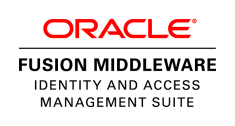 ORACLE®
FUSION MIDDLEWARE
IDENTITY AND ACCESS
MANAGEMENT SUITE